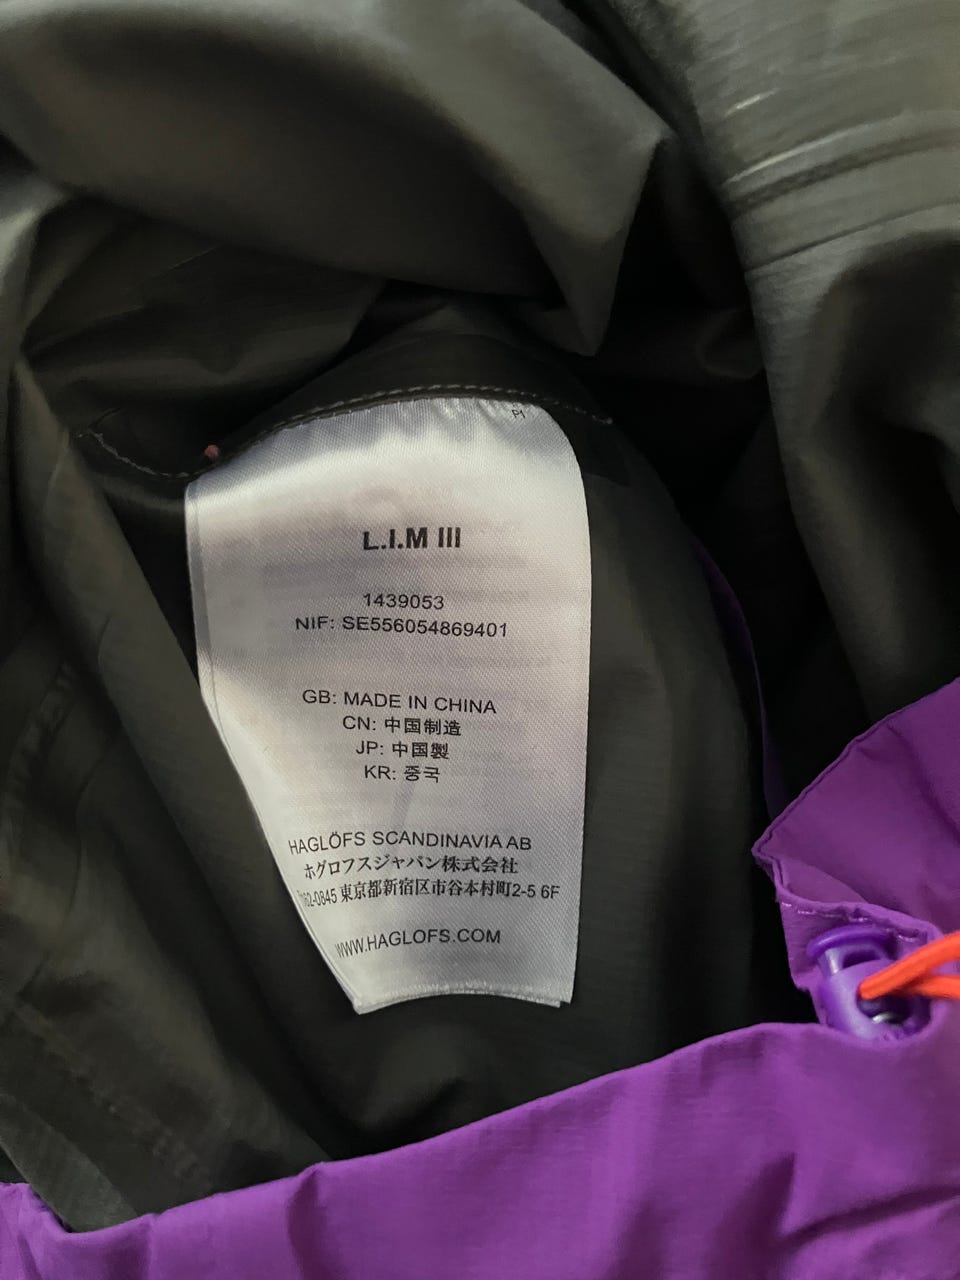 P1
L.I.M III
1439053
NIF: SE556054869401
GB: MADE IN CHINA
CN: 中国制造
JP: 中国製
KR: 중국
HAGLÖFS SCANDINAVIA AB
ホグロフスジャパン株式会社
東京都新宿区市谷本村町2-5 6F
WWW.HAGLOFS.COM